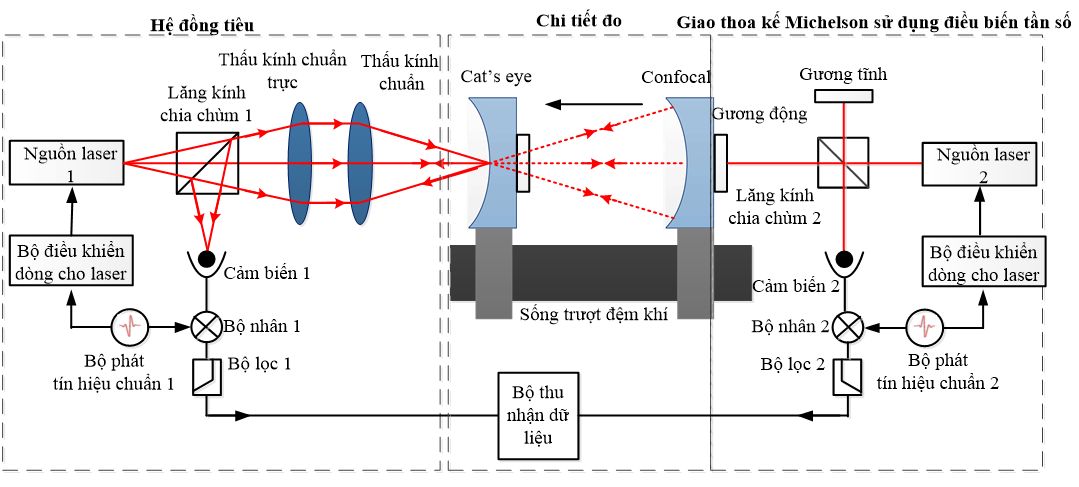 Hệ đồng tiêu
Chi tiết đo
Giao thoa kế Michelson sử dụng điều biến tần số
Thấu kính chuẩn
trực
Thấu kính
chuẩn
Lăng kính
chia chùm 1
Nguồn laser
1
Bộ điều khiển
dòng cho laser
Cảm biến 1
Bộ nhân 1
Bộ phát
tín hiệu chuẩn 1
Bộ lọc 1
Cat's eye
Confocal
Sống trượt đệm khí
Bộ thu
nhận dữ
liệu
Gương tĩnh
Gương động
Nguồn laser
2
Lăng kính
chia chùm 2
Bộ điều khiển
dòng cho laser
Cảm biến 2
Bộ nhân 2
Bộ lọc 2
Bộ phát
tín hiệu chuẩn 2